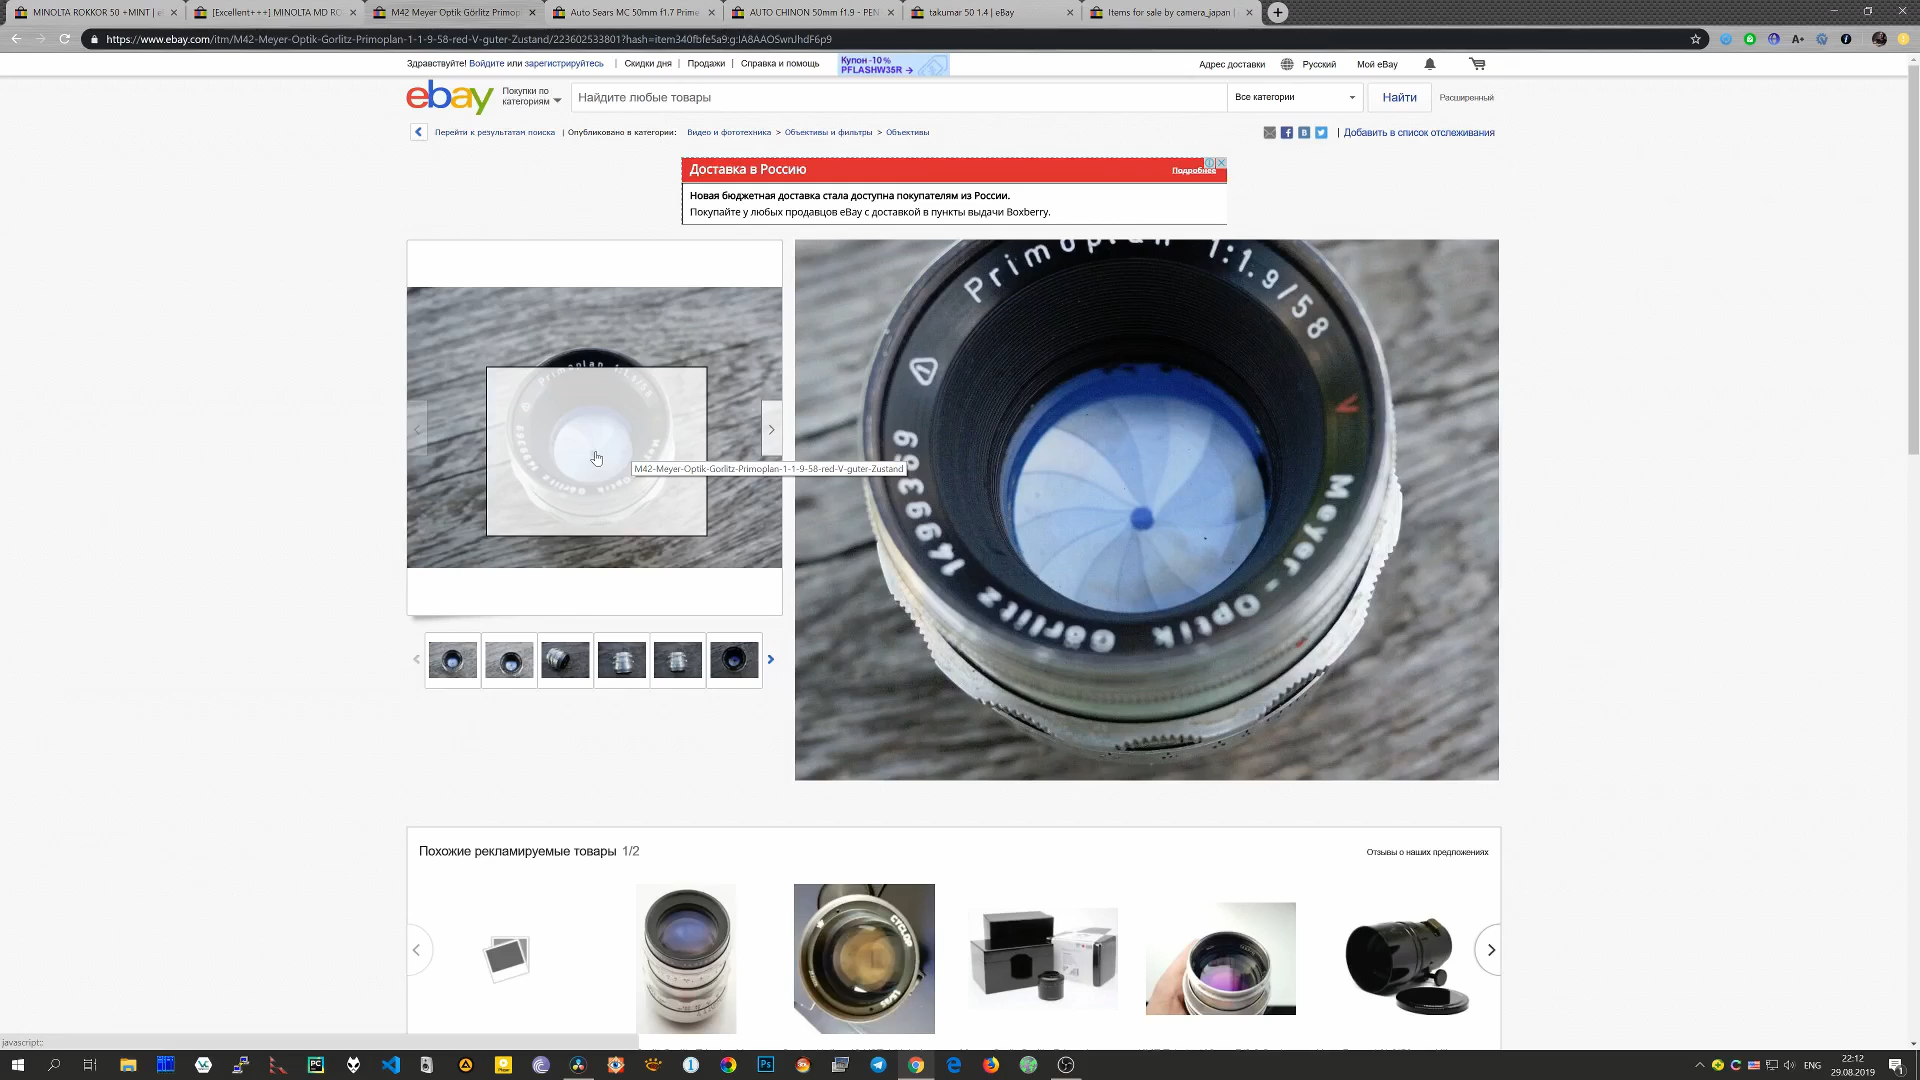 MINOLTA ROKKOR 50 +MINT | e
[Excellent+++] MINOLTA MD RO
M42 Meyer Optik Görlitz Primop
Auto Sears MC 50mm f1.7 Prime
AUTO CHINON 50mm f1.9 - PEN
takumar 50 1.4 | eBay
Items for sale by camera_japan |
https://www.ebay.com/itm/M42-Meyer-Optik-Gorlitz-Primoplan-1-1-9-58-red-V-guter-Zustand/223602533801?hash=item340fbfe5a9:g:IA8AAOSwnJhdF6p9
Здравствуйте! Войдите или зарегистрируйтесь | Скидки дня | Продажи | Справка и помощь
Купон -10%
PFLASHW35R →
Адрес доставки Русский Мой eBay
ebay
Покупки по
категориям
Найдите любые товары
Все категории
Найти
Расширенный
Перейти к результатам поиска | Опубликовано в категории: Видео и фототехника > Объективы и фильтры > Объективы
| Добавить в список отслеживания
Доставка в Россию
Подробнее
Новая бюджетная доставка стала доступна покупателям из России.
Покупайте у любых продавцов eBay с доставкой в пункты выдачи Boxberry.
Primoplan 1:1.9/58
V
Meyer-Optik Görlitz 1499369
M42-Meyer-Optik-Gorlitz-Primoplan-1-1-9-58-red-V-guter-Zustand
Похожие рекламируемые товары 1/2
Отзывы о наших предложениях
javascript:;
ENG
22:12
29.08.2019